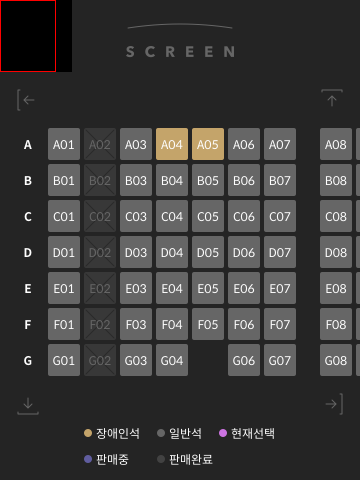 SCREEN
A A01 A02 A03 A04 A05 A06 A07 A08
B B01 B02 B03 B04 B05 B06 B07 B08
C C01 C02 C03 C04 C05 C06 C07 C08
D D01 D02 D03 D04 D05 D06 D07 D08
E E01 E02 E03 E04 E05 E06 E07 E08
F F01 F02 F03 F04 F05 F06 F07 F08
G G01 G02 G03 G04 G06 G07 G08
장애인석 일반석 현재선택
판매중 판매완료